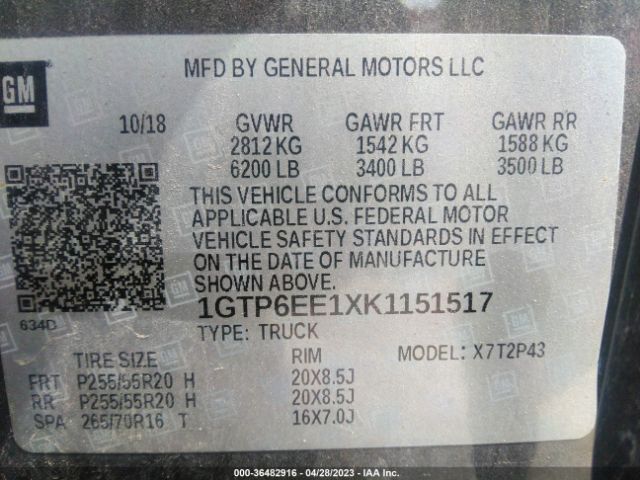 GM
MFD BY GENERAL MOTORS LLC
10/18 GVWR GAWR FRT GAWR RR
2812 KG 1542 KG 1588 KG
6200 LB 3400 LB 3500 LB
THIS VEHICLE CONFORMS TO ALL
APPLICABLE U.S. FEDERAL MOTOR
VEHICLE SAFETY STANDARDS IN EFFECT
ON THE DATE OF MANUFACTURE
SHOWN ABOVE.
634D
1GTP6EE1XK1151517
TYPE: TRUCK
TIRE SIZE RIM MODEL: X7T2P43
FRT P255/55R20 H 20X8.5J
RR P255/55R20 H 20X8.5J
SPA 265/70R16 T 16X7.0J
000-36482916 - 04/28/2023 - IAA Inc.